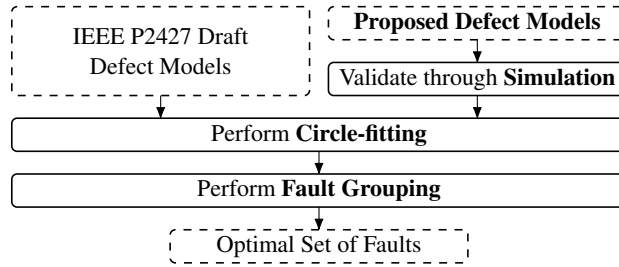 IEEE P2427 Draft
Defect Models
Proposed Defect Models
Validate through Simulation
Perform Circle-fitting
Perform Fault Grouping
Optimal Set of Faults